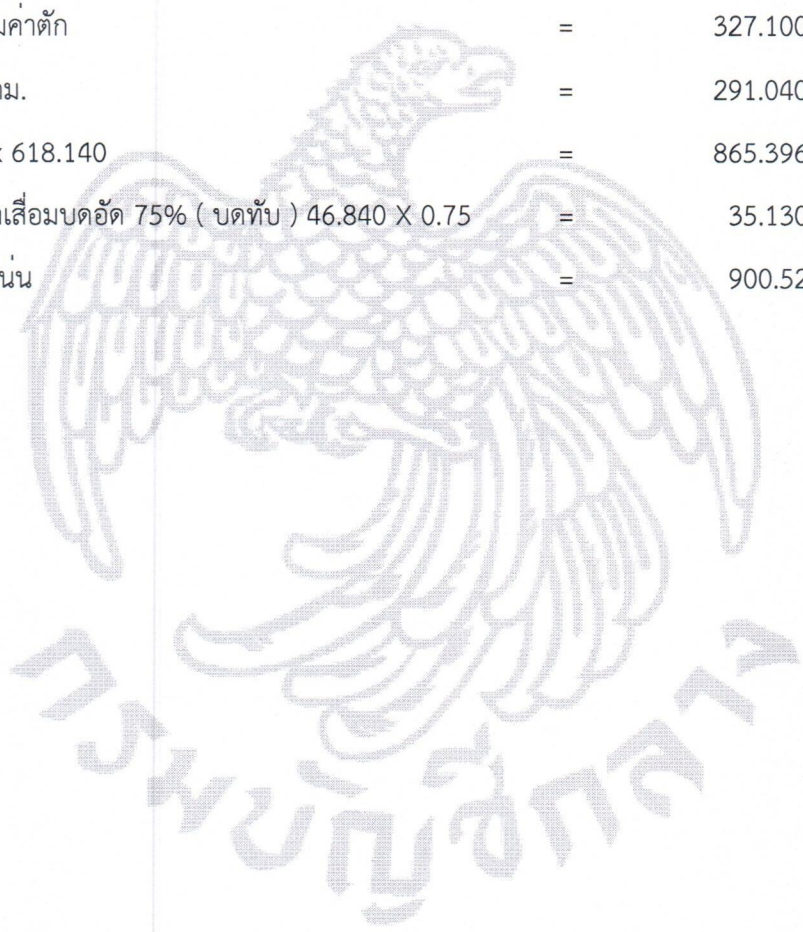 มค่าตัก = 327.100
ม. = 291.040
x 618.140 = 865.396
เสื่อมบดอัด 75% ( บดทับ ) 46.840 X 0.75 = 35.130
น่น = 900.52
กรมบัญชีกลาง